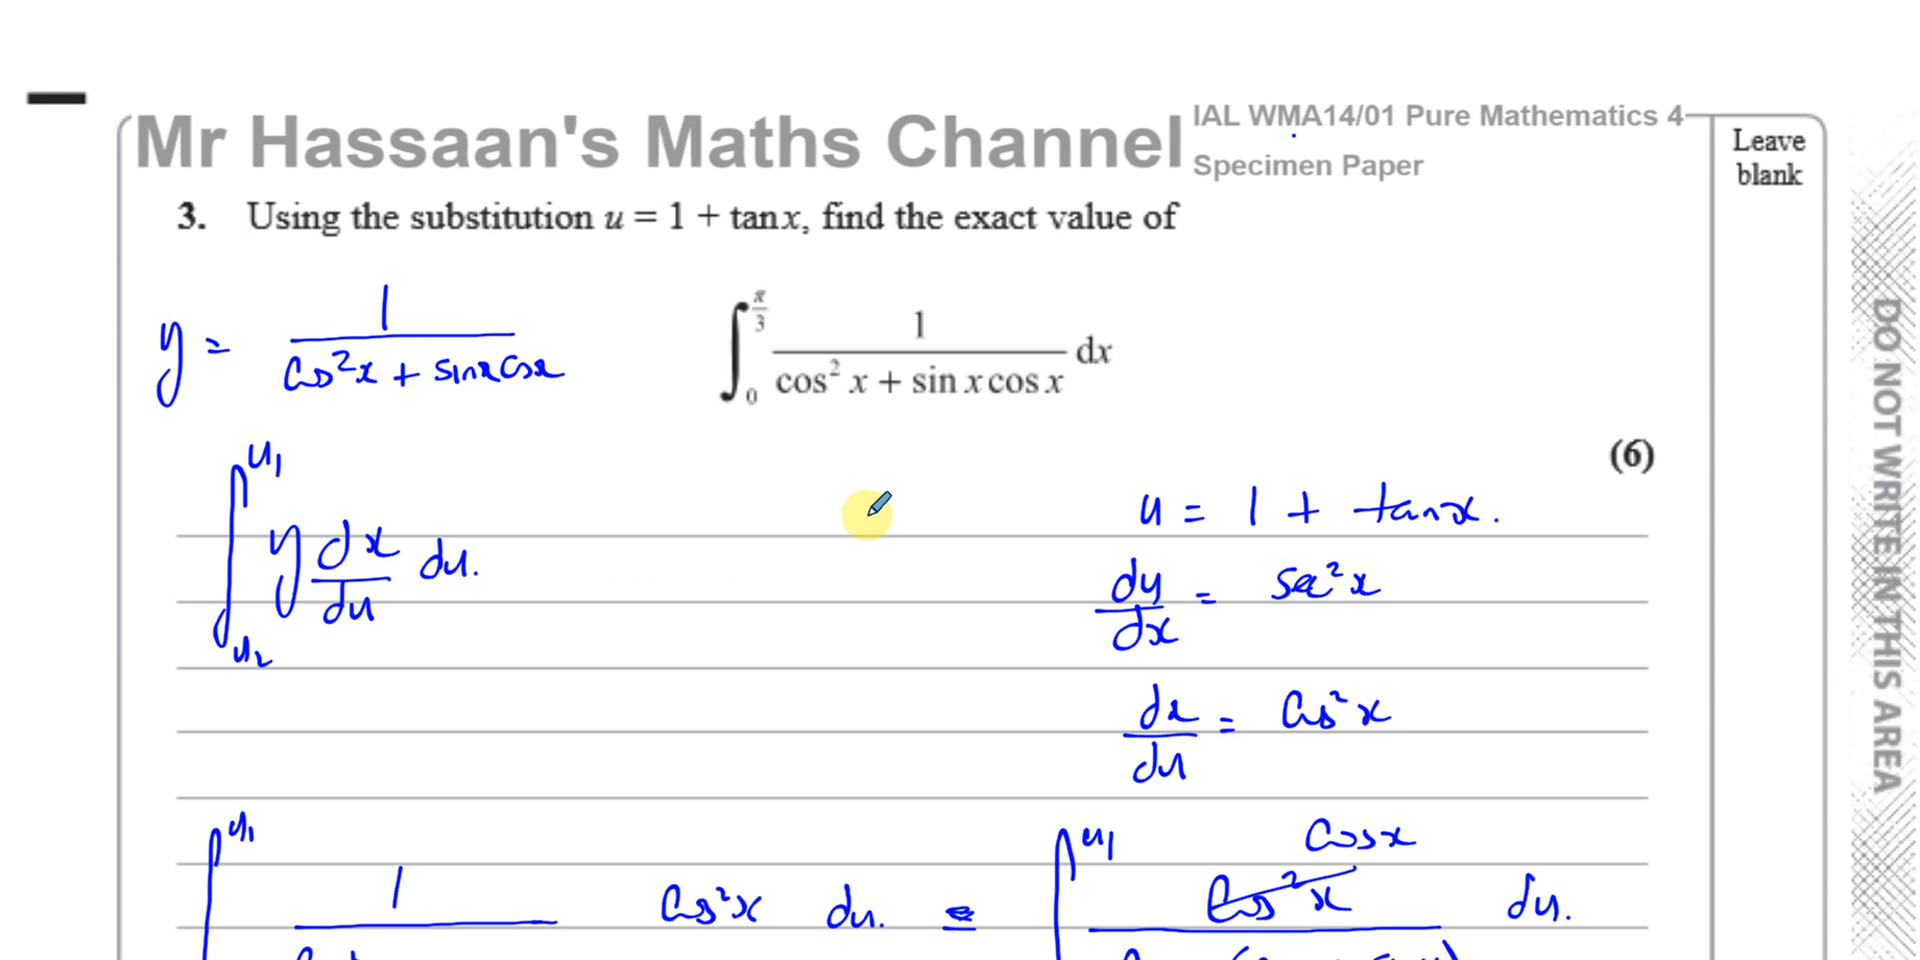 Mr Hassaan's Maths Channel
IAL WMA14/01 Pure Mathematics 4
Specimen Paper
Leave
blank
3. Using the substitution u = 1 + tanx, find the exact value of
y = 1 / (cos²x + sinx cosx)
∫₀^(π/3) 1 / (cos² x + sin x cos x) dx
(6)
∫_(u₂)^(u₁) y dx/du du.
u = 1 + tanx.
du/dx = sec²x
dx/du = cos²x
u₁
1
cos²x du. =
u₁
cosx
cos²x
du.
DO NOT WRITE IN THIS AREA